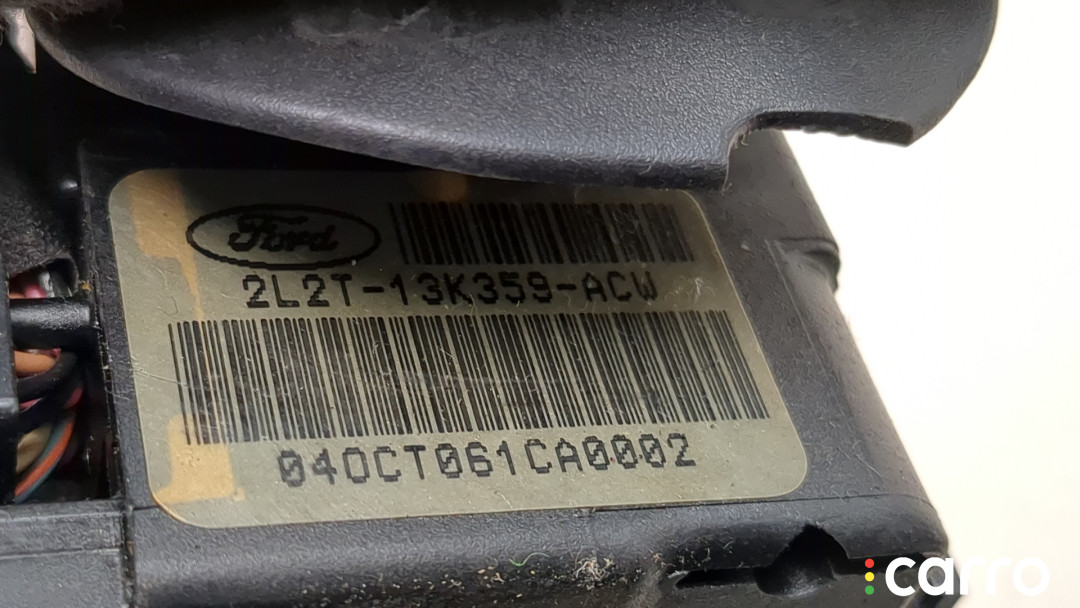 Ford
2L2T-13K359-ACW
04OCT061CA0002
carro